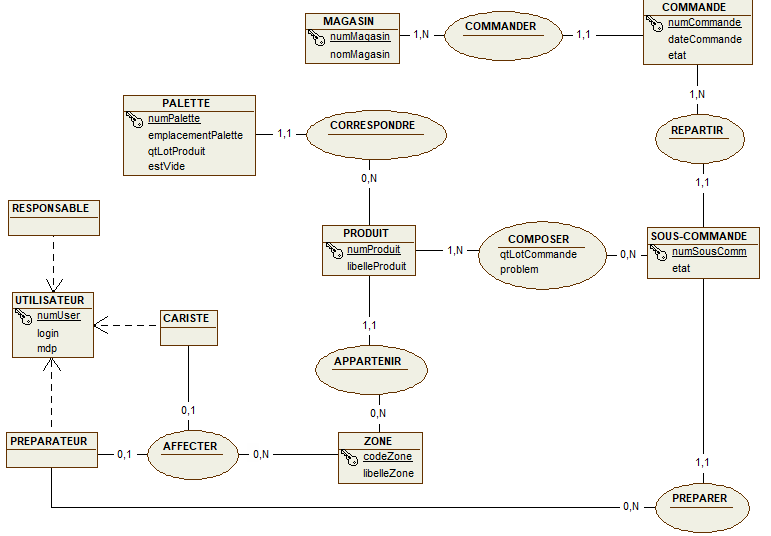 MAGASIN
numMagasin
nomMagasin
1,N
COMMANDER
1,1
COMMANDE
numCommande
dateCommande
etat
1,N
REPARTIR
1,1
PALETTE
numPalette
emplacementPalette
qtLotProduit
estVide
1,1
CORRESPONDRE
0,N
RESPONSABLE
PRODUIT
numProduit
libelleProduit
1,N
COMPOSER
qtLotCommande
problem
0,N
SOUS-COMMANDE
numSousComm
etat
UTILISATEUR
numUser
login
mdp
CARISTE
1,1
APPARTENIR
0,N
0,1
PREPARATEUR
0,1
AFFECTER
0,N
ZONE
codeZone
libelleZone
1,1
0,N
PREPARER